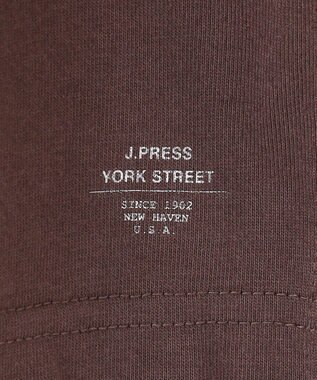 J.PRESS
YORK STREET
SINCE 1902
NEW HAVEN
U.S.A.